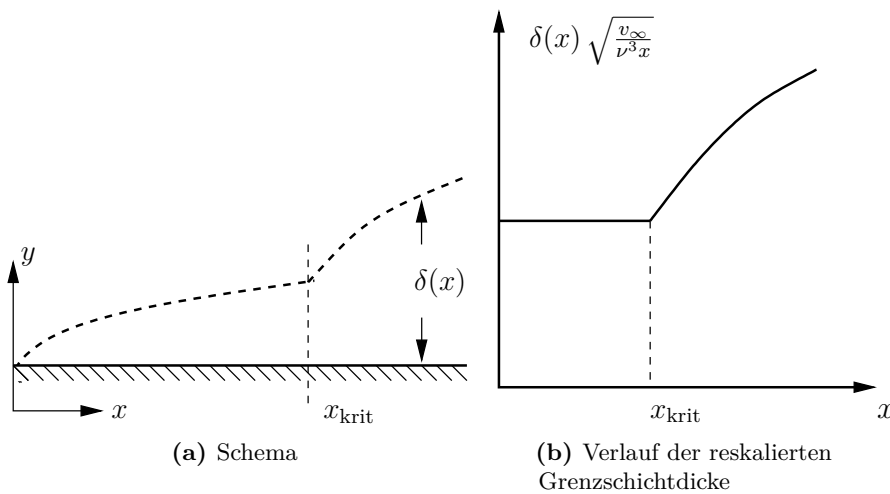 y
δ(x)
x
x_krit
(a) Schema
δ(x) √(v_∞/ν³x)
x_krit
x
(b) Verlauf der reskalierten
Grenzschichtdicke